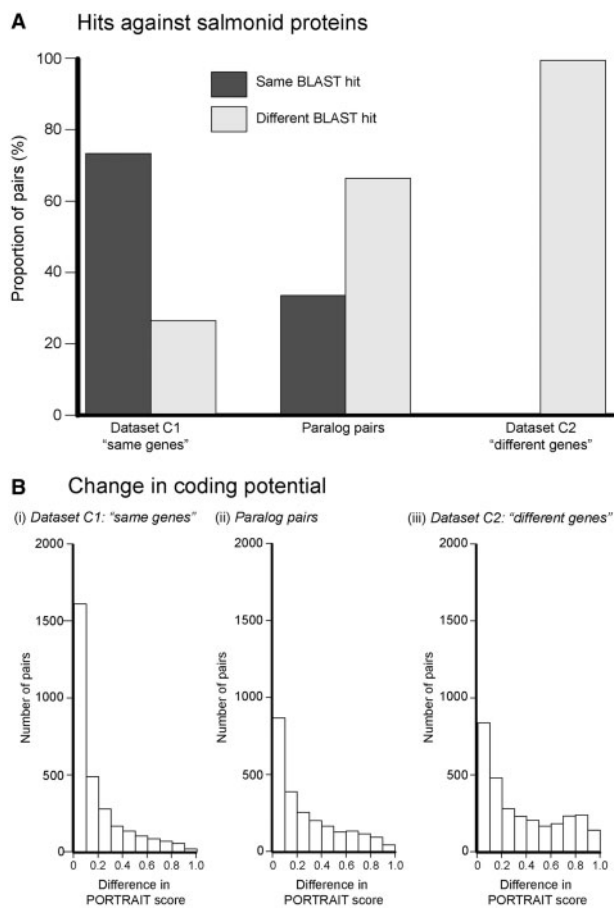 A Hits against salmonid proteins
Proportion of pairs (%)
100
80
60
40
20
0
Same BLAST hit
Different BLAST hit
Dataset C1
"same genes"
Paralog pairs
Dataset C2
"different genes"
B Change in coding potential
(i) Dataset C1: "same genes"
Number of pairs
2000
1500
1000
500
0
0 0.2 0.4 0.6 0.8 1.0
Difference in
PORTRAIT score
(ii) Paralog pairs
Number of pairs
2000
1500
1000
500
0
0 0.2 0.4 0.6 0.8 1.0
Difference in
PORTRAIT score
(iii) Dataset C2: "different genes"
Number of pairs
2000
1500
1000
500
0
0 0.2 0.4 0.6 0.8 1.0
Difference in
PORTRAIT score